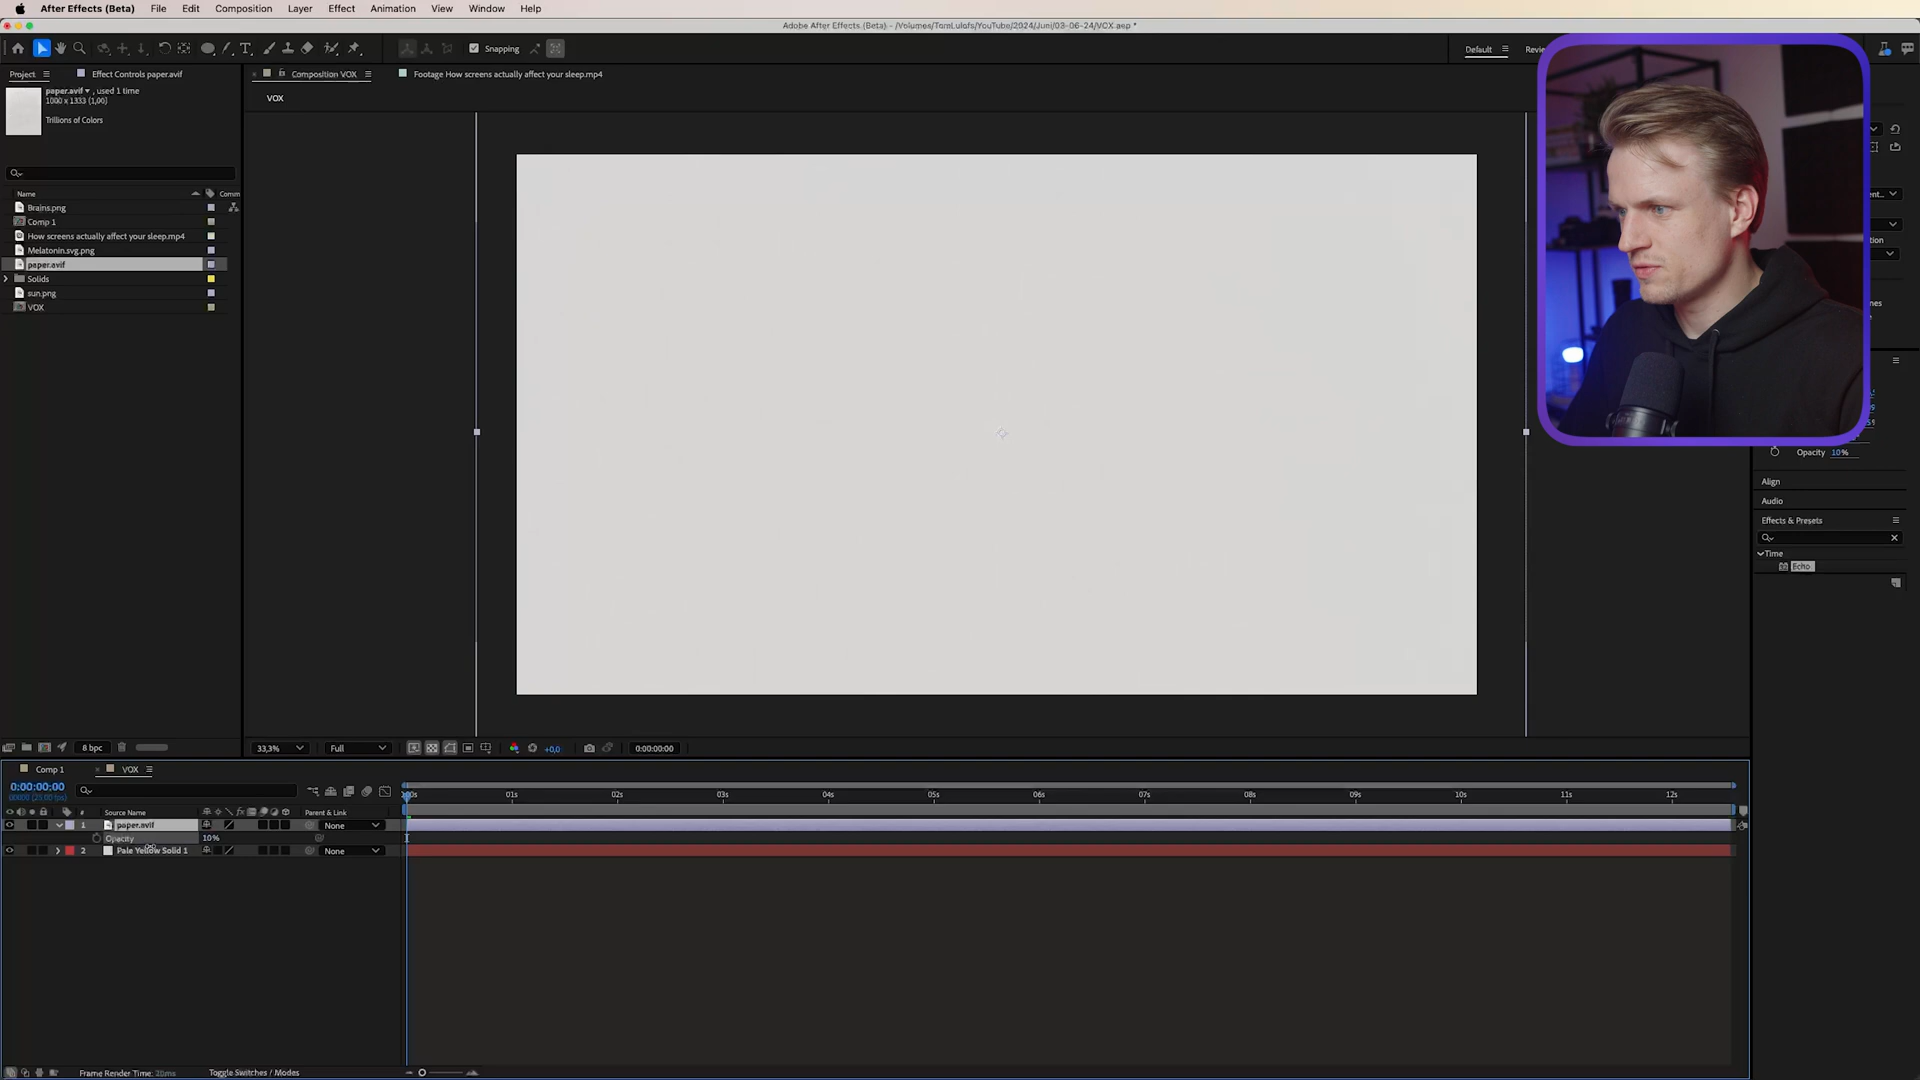 After Effects (Beta) File Edit Composition Layer Effect Animation View Window Help
Adobe After Effects (Beta) - /Volumes/TomLulofs/YouTube/2024/Juni/03-06-24/VOX.aep *
Snapping
Default
Project
Effect Controls paper.avif
Composition VOX
Footage How screens actually affect your sleep.mp4
paper.avif , used 1 time
1000 x 1333 (1,00)
Trillions of Colors
VOX
Name
Comm
Brains.png
Comp 1
How screens actually affect your sleep.mp4
Melatonin.svg.png
paper.avif
Solids
sun.png
VOX
Opacity 10%
Align
Audio
Effects & Presets
Time
Echo
8 bpc
33,3%
Full
+0,0
0:00:00:00
Comp 1
VOX
0:00:00:00
00s 01s 02s 03s 04s 05s 06s 07s 08s 09s 10s 11s 12s
# Source Name
Parent & Link
1 paper.avif
None
Opacity
10%
2 Pale Yellow Solid 1
None
Frame Render Time: 20ms
Toggle Switches / Modes